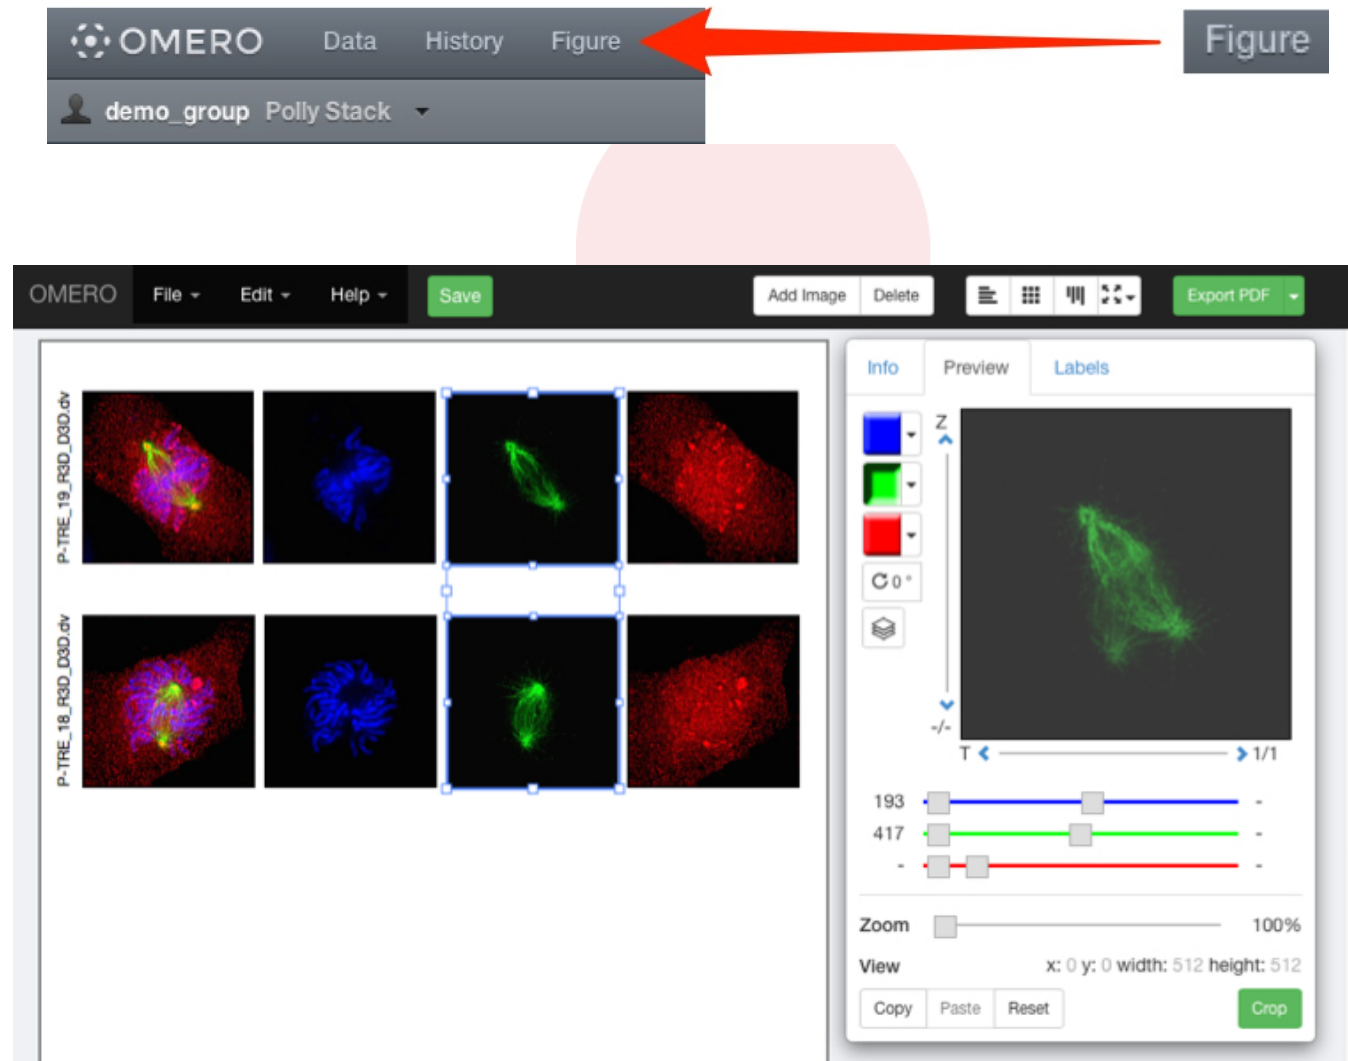 OMERO Data History Figure
Figure
demo_group Polly Stack
OMERO File Edit Help Save Add Image Delete Export PDF
Info Preview Labels
P-TRE_19_R3D_D3D.dv
P-TRE_18_R3D_D3D.dv
Z
0 °
-/-
T 1/1
193 -
417 -
- -
Zoom 100%
View x: 0 y: 0 width: 512 height: 512
Copy Paste Reset Crop